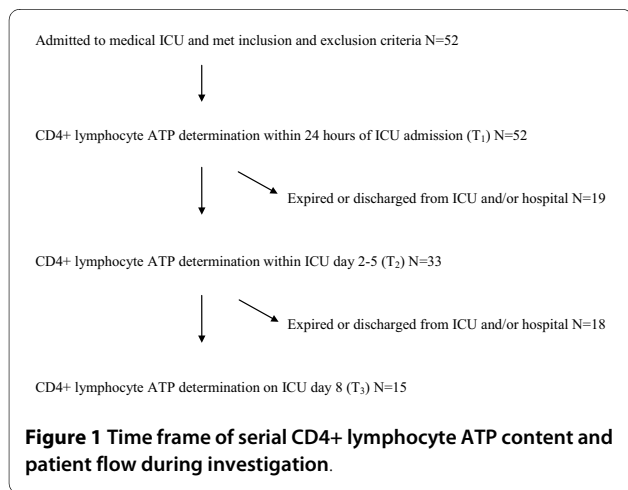 Admitted to medical ICU and met inclusion and exclusion criteria N=52
CD4+ lymphocyte ATP determination within 24 hours of ICU admission (T₁) N=52
Expired or discharged from ICU and/or hospital N=19
CD4+ lymphocyte ATP determination within ICU day 2-5 (T₂) N=33
Expired or discharged from ICU and/or hospital N=18
CD4+ lymphocyte ATP determination on ICU day 8 (T₃) N=15
Figure 1 Time frame of serial CD4+ lymphocyte ATP content and
patient flow during investigation.